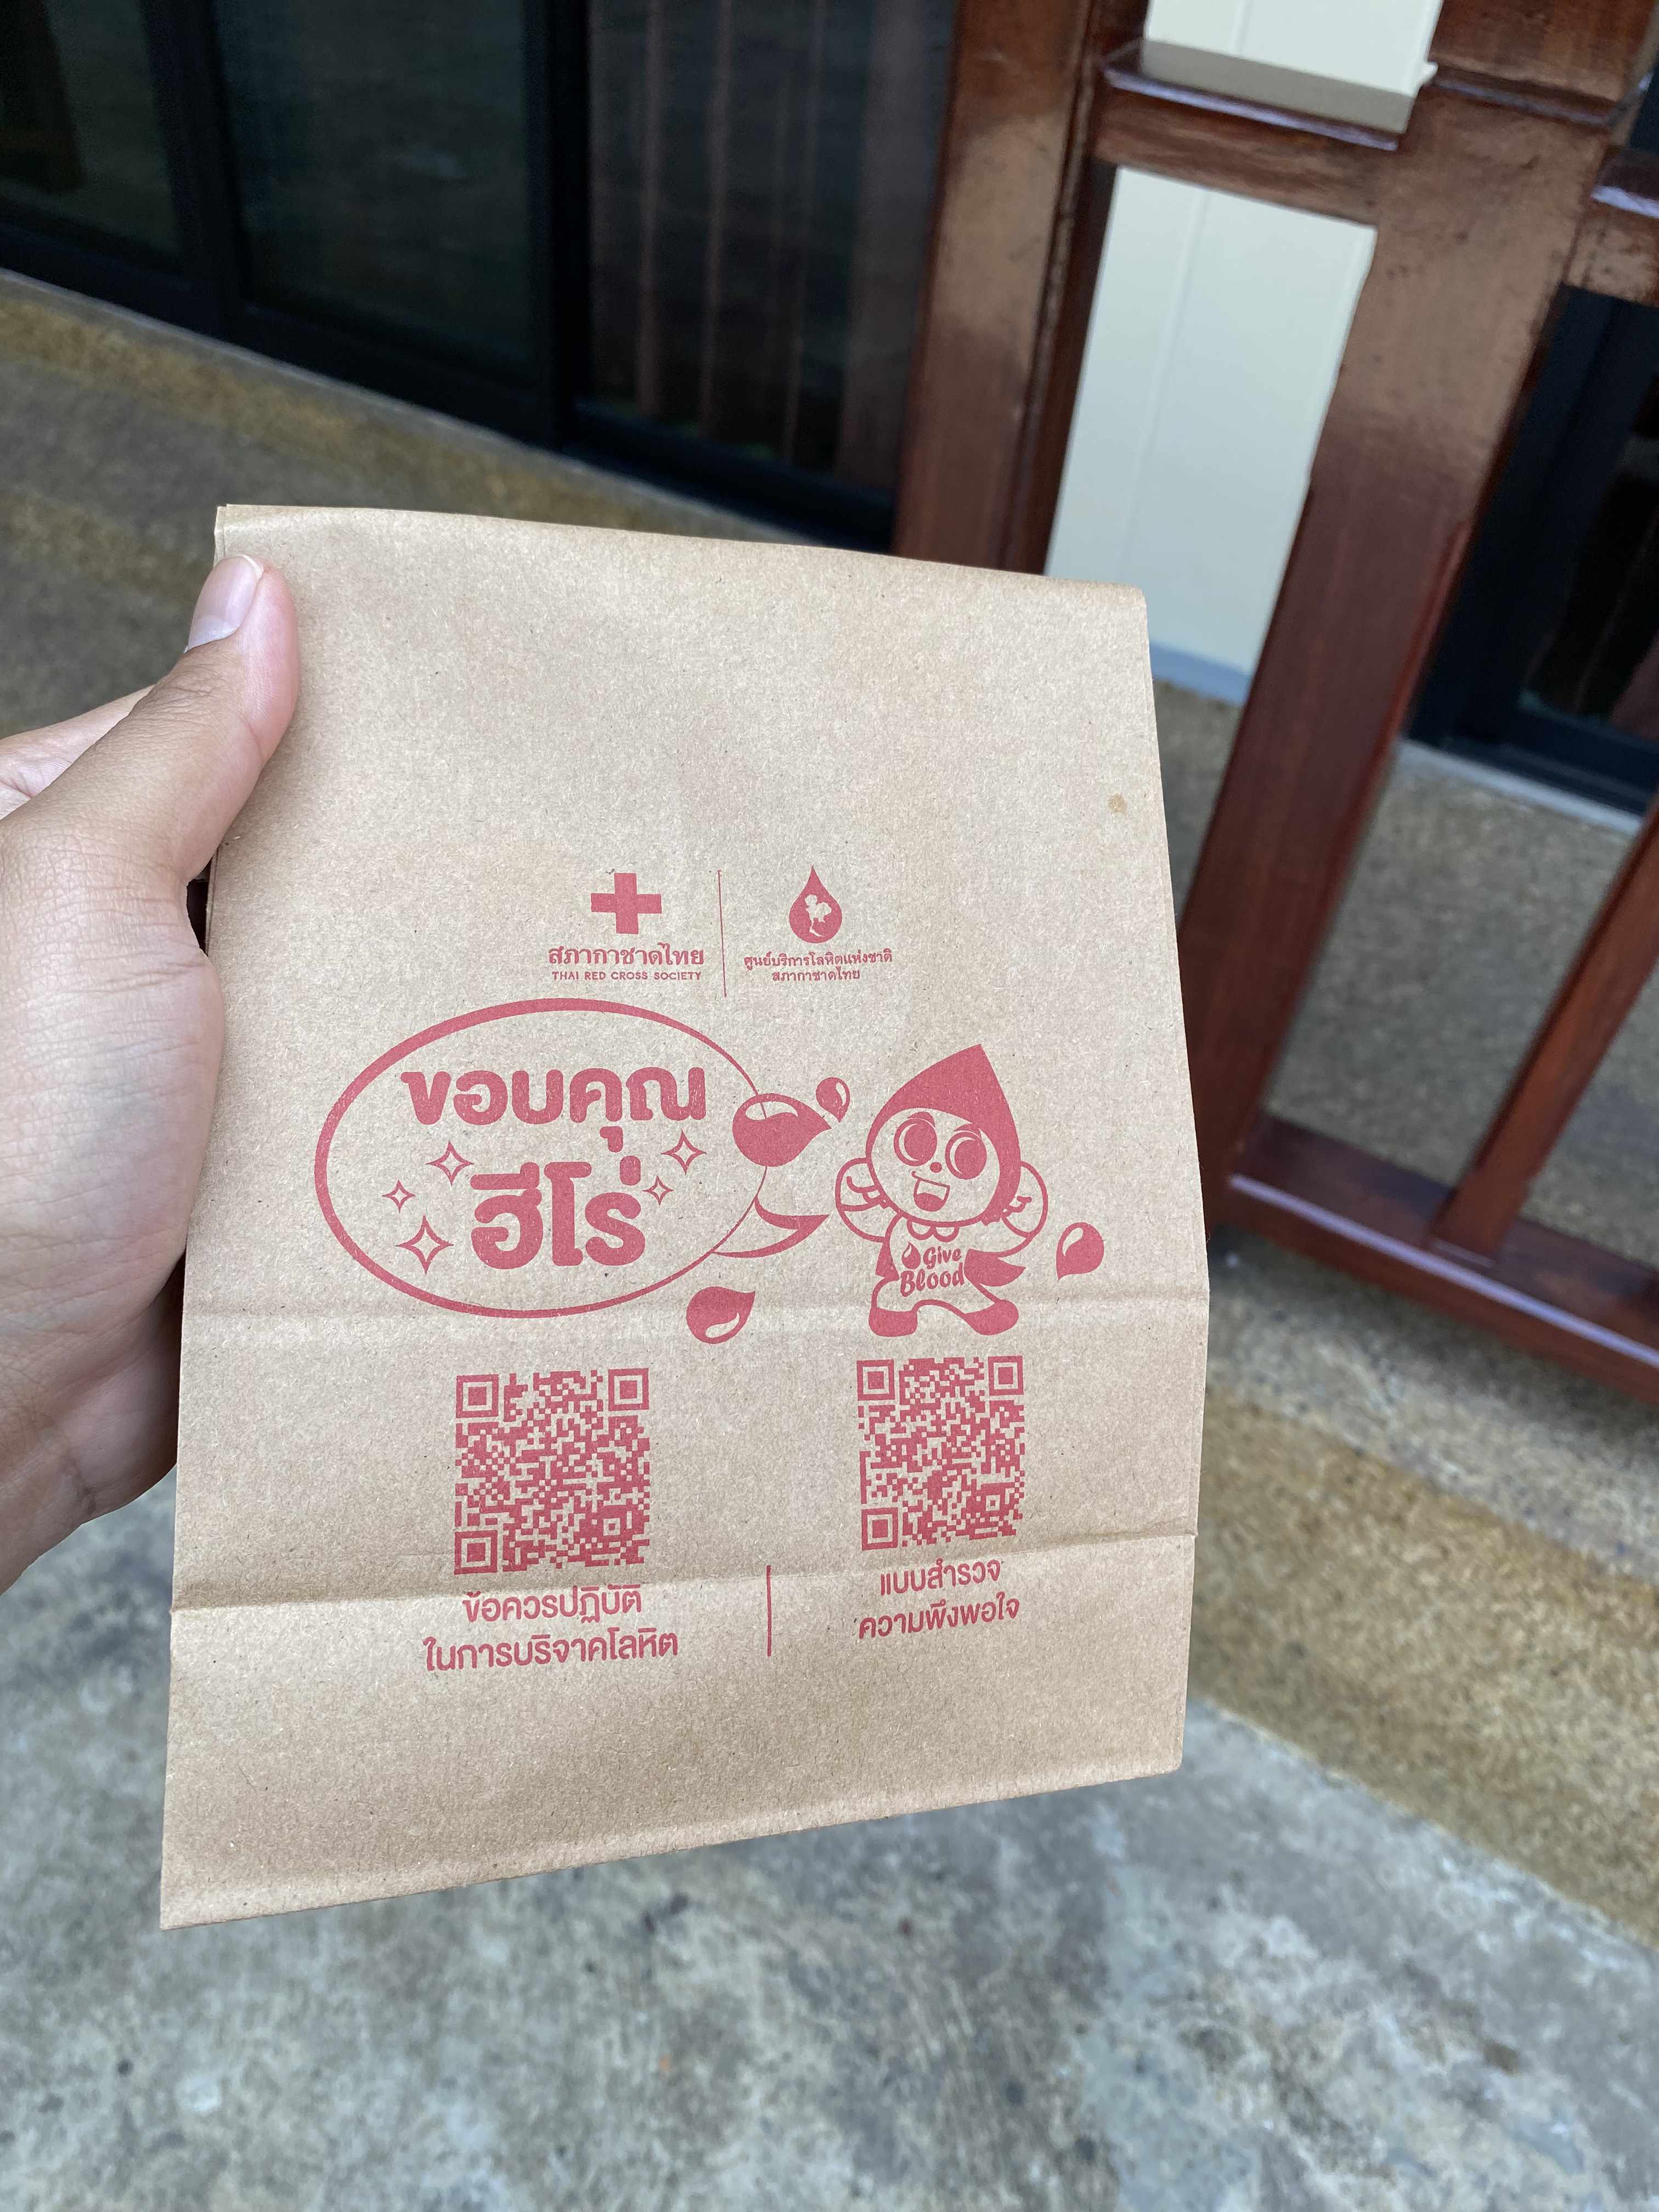 สภากาชาดไทย
THAI RED CROSS SOCIETY
ศูนย์บริการโลหิตแห่งชาติ
สภากาชาดไทย
ขอบคุณ
ฮีโร่
Give
Blood
ข้อควรปฏิบัติ
ในการบริจาคโลหิต
แบบสำรวจ
ความพึงพอใจ